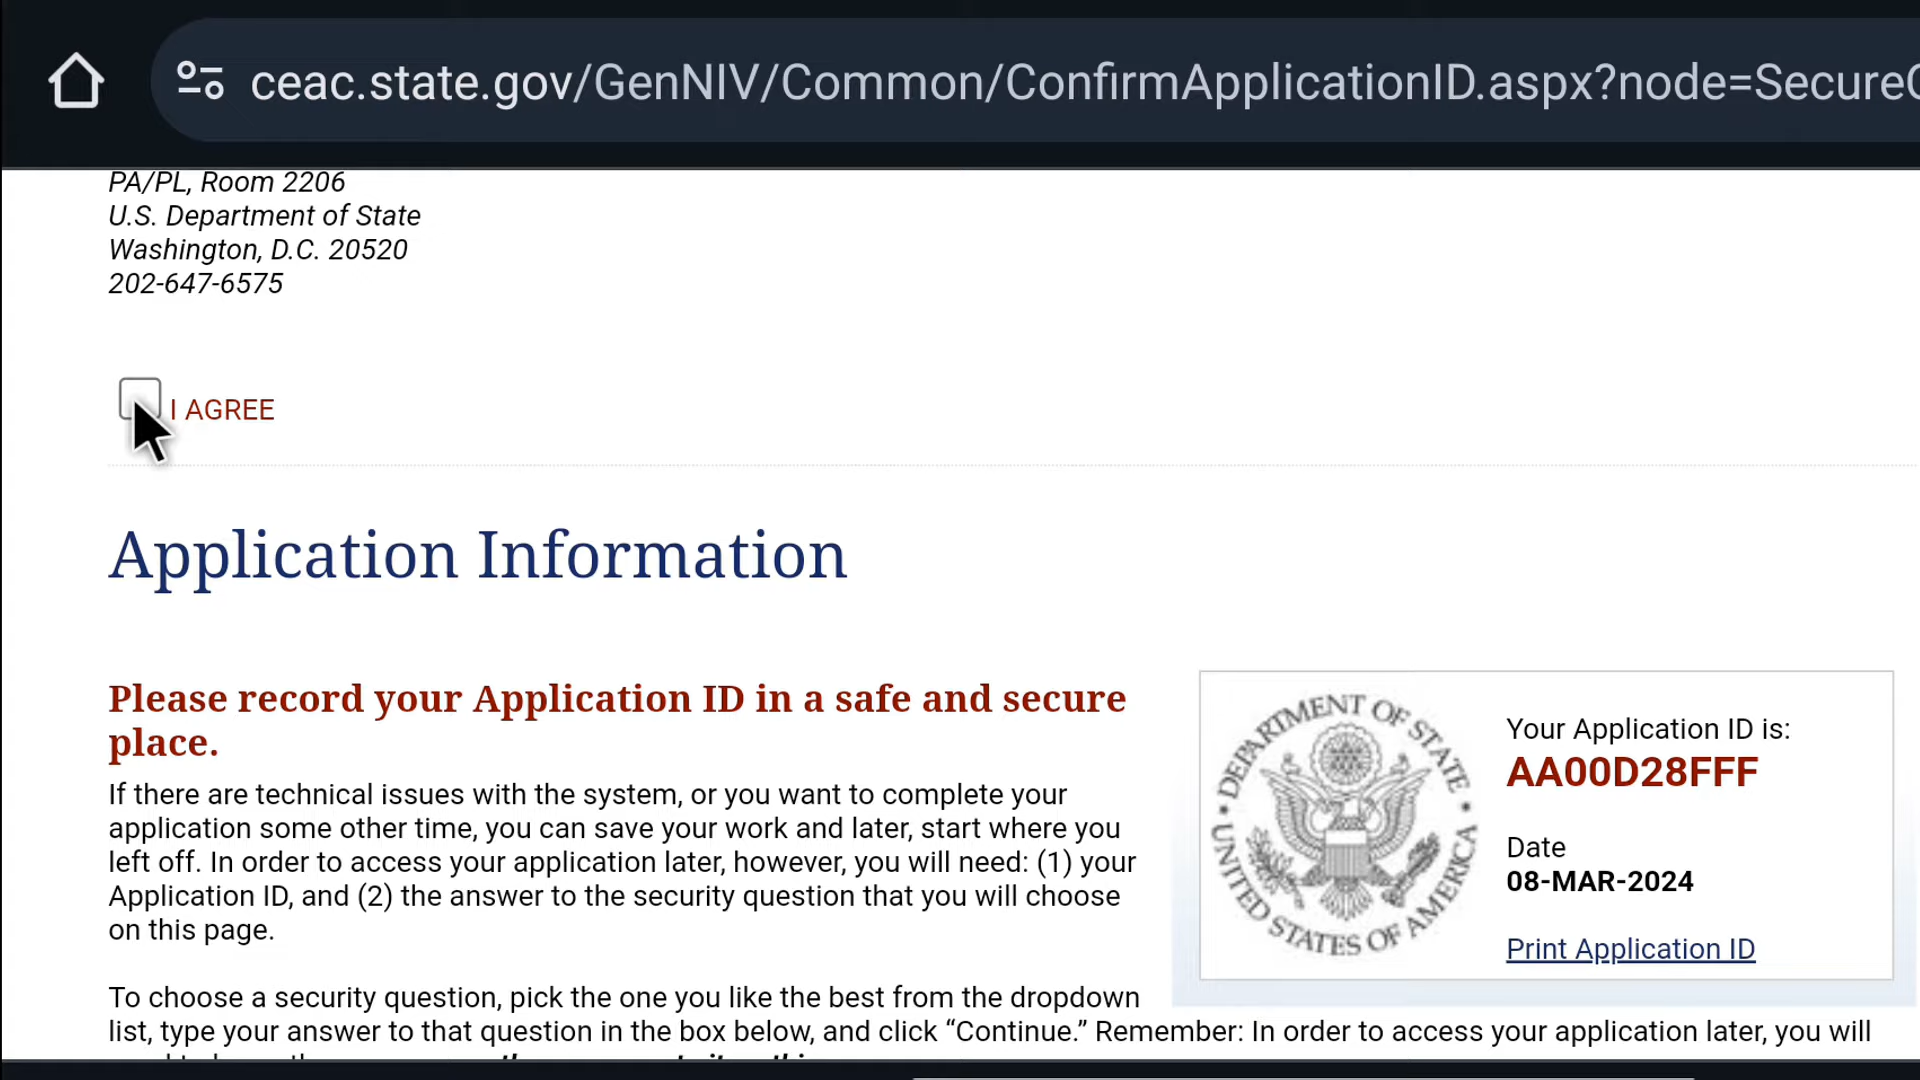 ceac.state.gov/GenNIV/Common/ConfirmApplicationID.aspx?node=Secure
PA/PL, Room 2206
U.S. Department of State
Washington, D.C. 20520
202-647-6575
I AGREE
Application Information
Please record your Application ID in a safe and secure
place.
If there are technical issues with the system, or you want to complete your
application some other time, you can save your work and later, start where you
left off. In order to access your application later, however, you will need: (1) your
Application ID, and (2) the answer to the security question that you will choose
on this page.
DEPARTMENT OF STATE
UNITED STATES OF AMERICA
Your Application ID is:
AA00D28FFF
Date
08-MAR-2024
Print Application ID
To choose a security question, pick the one you like the best from the dropdown
list, type your answer to that question in the box below, and click “Continue.” Remember: In order to access your application later, you will